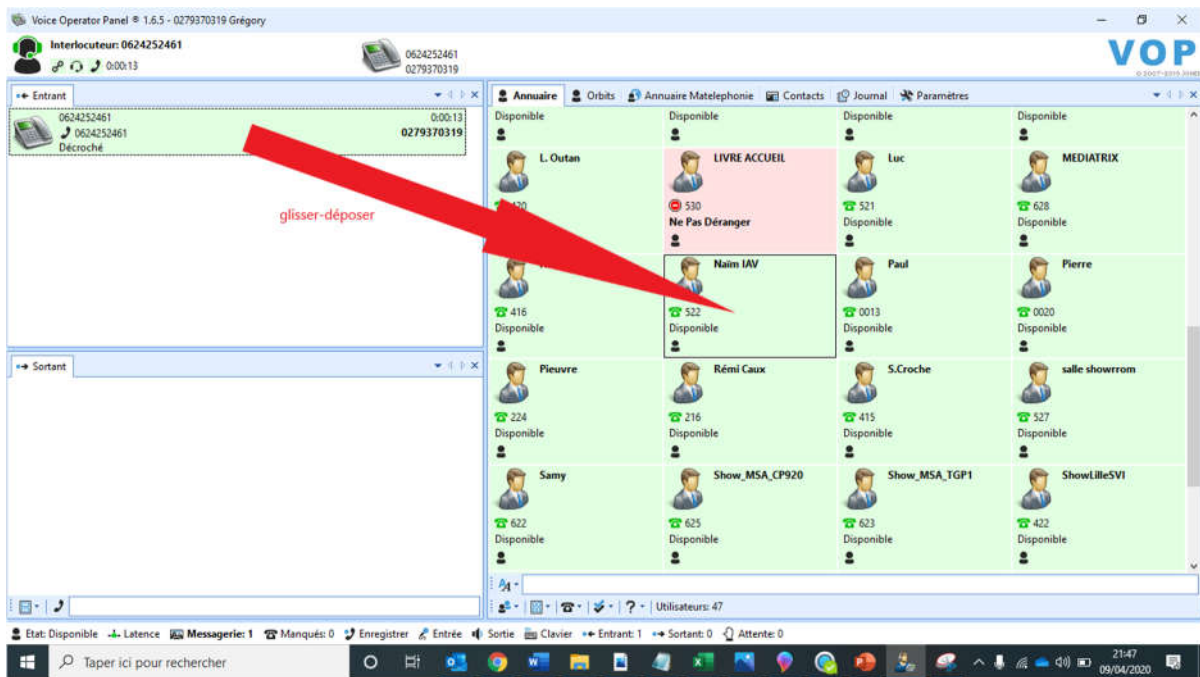 Voice Operator Panel ® 1.6.5 - 0279370319 Grégory
Interlocuteur: 0624252461
0:00:13
0624252461
0279370319
VOP
Entrant
0624252461 0:00:13
0624252461 0279370319
Décroché
glisser-déposer
Sortant
Annuaire Orbits Annuaire Matelephonie Contacts Journal Paramètres
Disponible Disponible Disponible Disponible
L. Outan LIVRE ACCUEIL Luc MEDIATRIX
530 521 628
Ne Pas Déranger Disponible Disponible
Naïm IAV Paul Pierre
416 522 0013 0020
Disponible Disponible Disponible Disponible
Pieuvre Rémi Caux S.Croche salle showrrom
224 216 415 527
Disponible Disponible Disponible Disponible
Samy Show_MSA_CP920 Show_MSA_TGP1 ShowLilleSVI
622 625 623 422
Disponible Disponible Disponible Disponible
Utilisateurs: 47
Etat: Disponible Latence Messagerie: 1 Manqués: 0 Enregistrer Entrée Sortie Clavier Entrant: 1 Sortant: 0 Attente: 0
Taper ici pour rechercher
21:47
09/04/2020